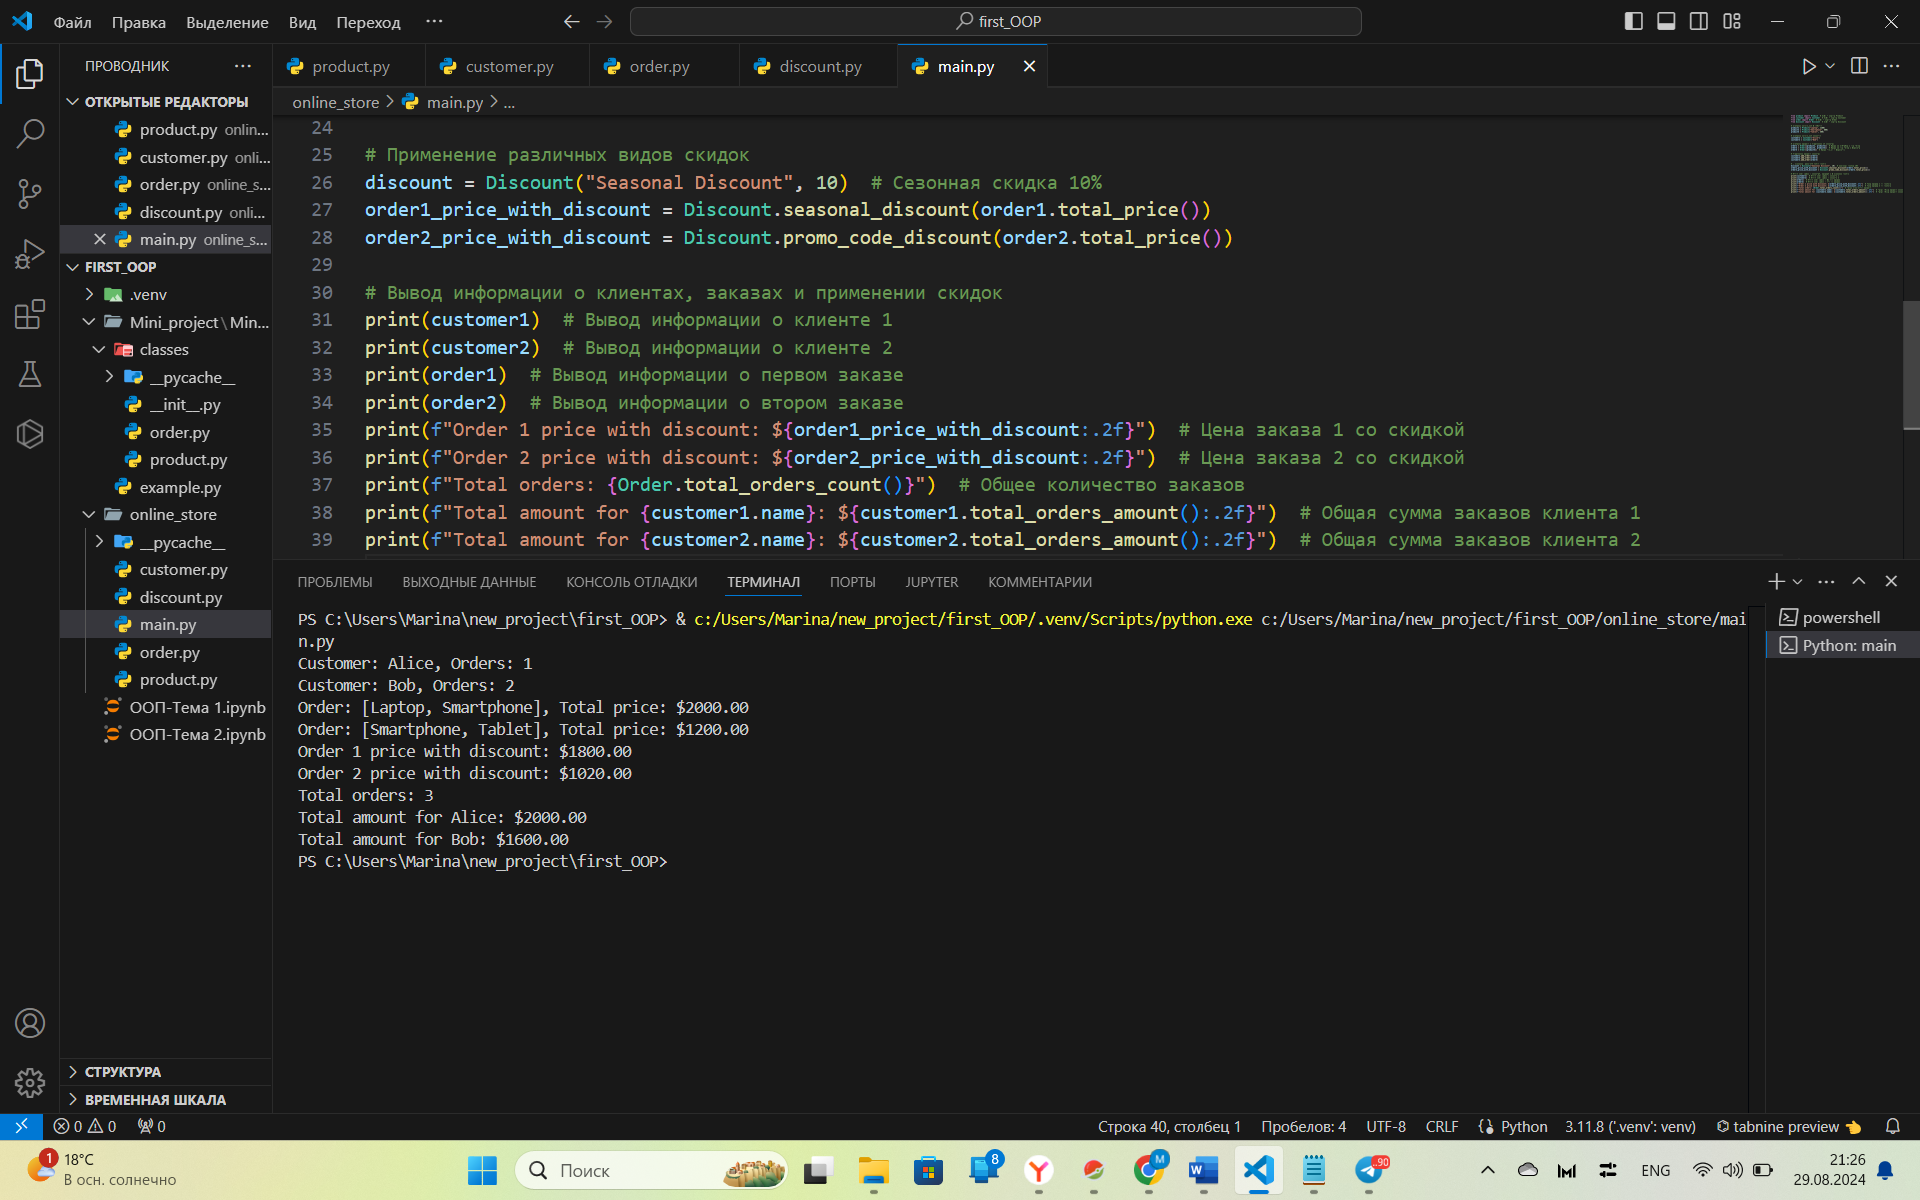 Файл Правка Выделение Вид Переход ... first_OOP
ПРОВОДНИК ...
ОТКРЫТЫЕ РЕДАКТОРЫ
product.py onlin...
customer.py onli...
order.py online_s...
discount.py onli...
main.py online_s...
FIRST_OOP
.venv
Mini_project\Min...
classes
__pycache__
__init__.py
order.py
product.py
example.py
online_store
__pycache__
customer.py
discount.py
main.py
order.py
product.py
ООП-Тема 1.ipynb
ООП-Тема 2.ipynb
СТРУКТУРА
ВРЕМЕННАЯ ШКАЛА
product.py customer.py order.py discount.py main.py
online_store > main.py > ...
24
25 # Применение различных видов скидок
26 discount = Discount("Seasonal Discount", 10)  # Сезонная скидка 10%
27 order1_price_with_discount = Discount.seasonal_discount(order1.total_price())
28 order2_price_with_discount = Discount.promo_code_discount(order2.total_price())
29
30 # Вывод информации о клиентах, заказах и применении скидок
31 print(customer1)  # Вывод информации о клиенте 1
32 print(customer2)  # Вывод информации о клиенте 2
33 print(order1)  # Вывод информации о первом заказе
34 print(order2)  # Вывод информации о втором заказе
35 print(f"Order 1 price with discount: ${order1_price_with_discount:.2f}")  # Цена заказа 1 со скидкой
36 print(f"Order 2 price with discount: ${order2_price_with_discount:.2f}")  # Цена заказа 2 со скидкой
37 print(f"Total orders: {Order.total_orders_count()}")  # Общее количество заказов
38 print(f"Total amount for {customer1.name}: ${customer1.total_orders_amount():.2f}")  # Общая сумма заказов клиента 1
39 print(f"Total amount for {customer2.name}: ${customer2.total_orders_amount():.2f}")  # Общая сумма заказов клиента 2
ПРОБЛЕМЫ ВЫХОДНЫЕ ДАННЫЕ КОНСОЛЬ ОТЛАДКИ ТЕРМИНАЛ ПОРТЫ JUPYTER КОММЕНТАРИИ
PS C:\Users\Marina\new_project\first_OOP> & c:/Users/Marina/new_project/first_OOP/.venv/Scripts/python.exe c:/Users/Marina/new_project/first_OOP/online_store/mai
n.py
Customer: Alice, Orders: 1
Customer: Bob, Orders: 2
Order: [Laptop, Smartphone], Total price: $2000.00
Order: [Smartphone, Tablet], Total price: $1200.00
Order 1 price with discount: $1800.00
Order 2 price with discount: $1020.00
Total orders: 3
Total amount for Alice: $2000.00
Total amount for Bob: $1600.00
PS C:\Users\Marina\new_project\first_OOP>
powershell
Python: main
0 0 0 Строка 40, столбец 1 Пробелов: 4 UTF-8 CRLF Python 3.11.8 ('.venv': venv) tabnine preview
1 18°C
В осн. солнечно
Поиск
8 M 90
ENG
21:26
29.08.2024